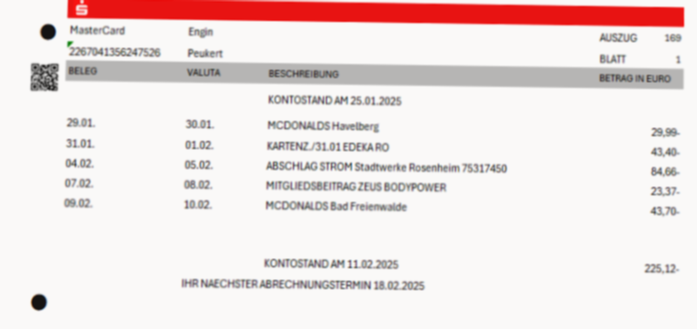 MasterCard Engin AUSZUG 169
2267041356247526 Peukert BLATT 1
BELEG VALUTA BESCHREIBUNG BETRAG IN EURO
KONTOSTAND AM 25.01.2025
29.01. 30.01. MCDONALDS Havelberg 29,99-
31.01. 01.02. KARTENZ./31.01 EDEKA RO 43,40-
04.02. 05.02. ABSCHLAG STROM Stadtwerke Rosenheim 75317450 84,66-
07.02. 08.02. MITGLIEDSBEITRAG ZEUS BODYPOWER 23,37-
09.02. 10.02. MCDONALDS Bad Freienwalde 43,70-
KONTOSTAND AM 11.02.2025 225,12-
IHR NAECHSTER ABRECHNUNGSTERMIN 18.02.2025